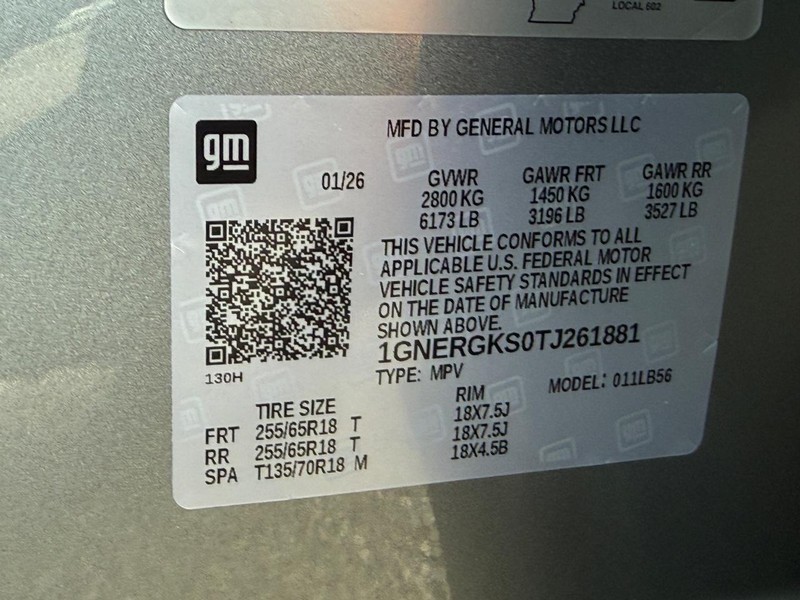 LOCAL 602
gm
MFD BY GENERAL MOTORS LLC
01/26
GVWR GAWR FRT GAWR RR
2800 KG 1450 KG 1600 KG
6173 LB 3196 LB 3527 LB
THIS VEHICLE CONFORMS TO ALL
APPLICABLE U.S. FEDERAL MOTOR
VEHICLE SAFETY STANDARDS IN EFFECT
ON THE DATE OF MANUFACTURE
SHOWN ABOVE.
1GNERGKS0TJ261881
130H
TYPE: MPV MODEL: 011LB56
TIRE SIZE RIM
FRT 255/65R18 T 18X7.5J
RR 255/65R18 T 18X7.5J
SPA T135/70R18 M 18X4.5B